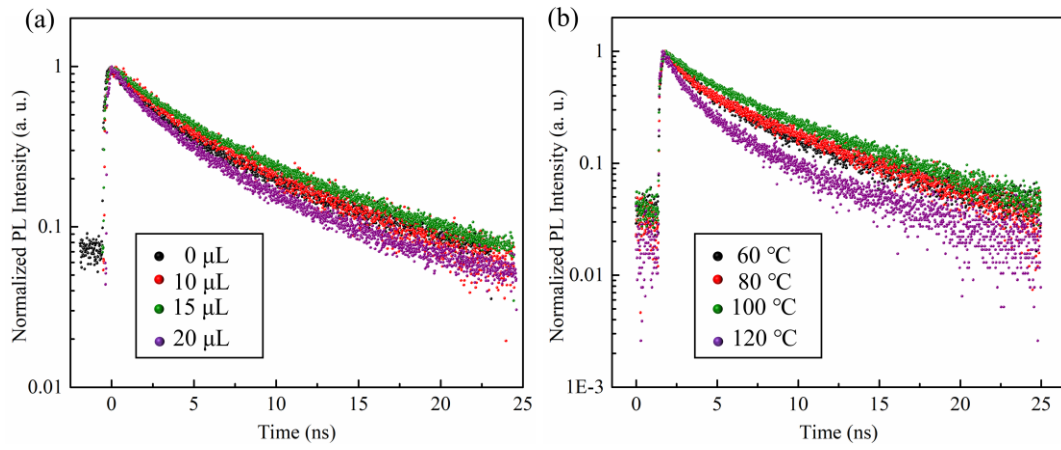 (a)
Normalized PL Intensity (a. u.)
1
0.1
0.01
0 μL
10 μL
15 μL
20 μL
0 5 10 15 20 25
Time (ns)
(b)
Normalized PL Intensity (a. u.)
1
0.1
0.01
1E-3
60 °C
80 °C
100 °C
120 °C
0 5 10 15 20 25
Time (ns)